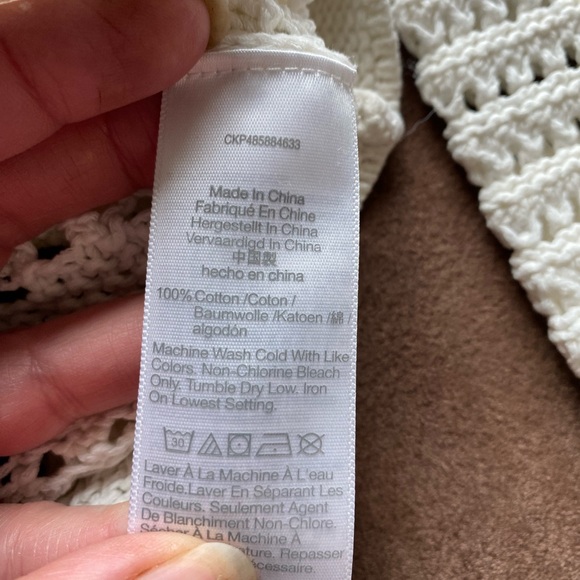 CKP485884633
Made In China
Fabriqué En Chine
Hergestellt In China
Vervaardigd In China
中国製
hecho en china
100% Cotton /Coton /
Baumwolle /Katoen /綿 /
algodón
Machine Wash Cold With Like
Colors. Non-Chlorine Bleach
Only. Tumble Dry Low. Iron
On Lowest Setting.
30
Laver À La Machine À L'eau
Froide.Laver En Séparant Les
Couleurs. Seulement Agent
De Blanchiment Non-Chlore.
Sécher À La Machine À
Repasser